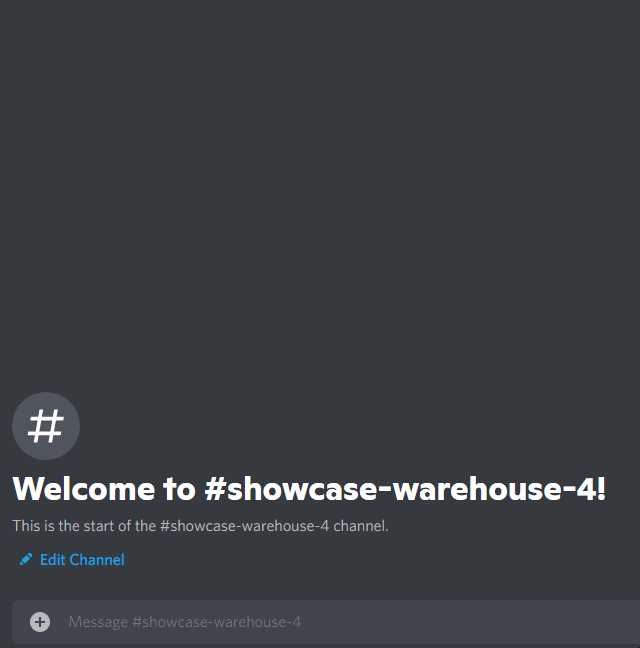 #
Welcome to #showcase-warehouse-4!
This is the start of the #showcase-warehouse-4 channel.
Edit Channel
Message #showcase-warehouse-4